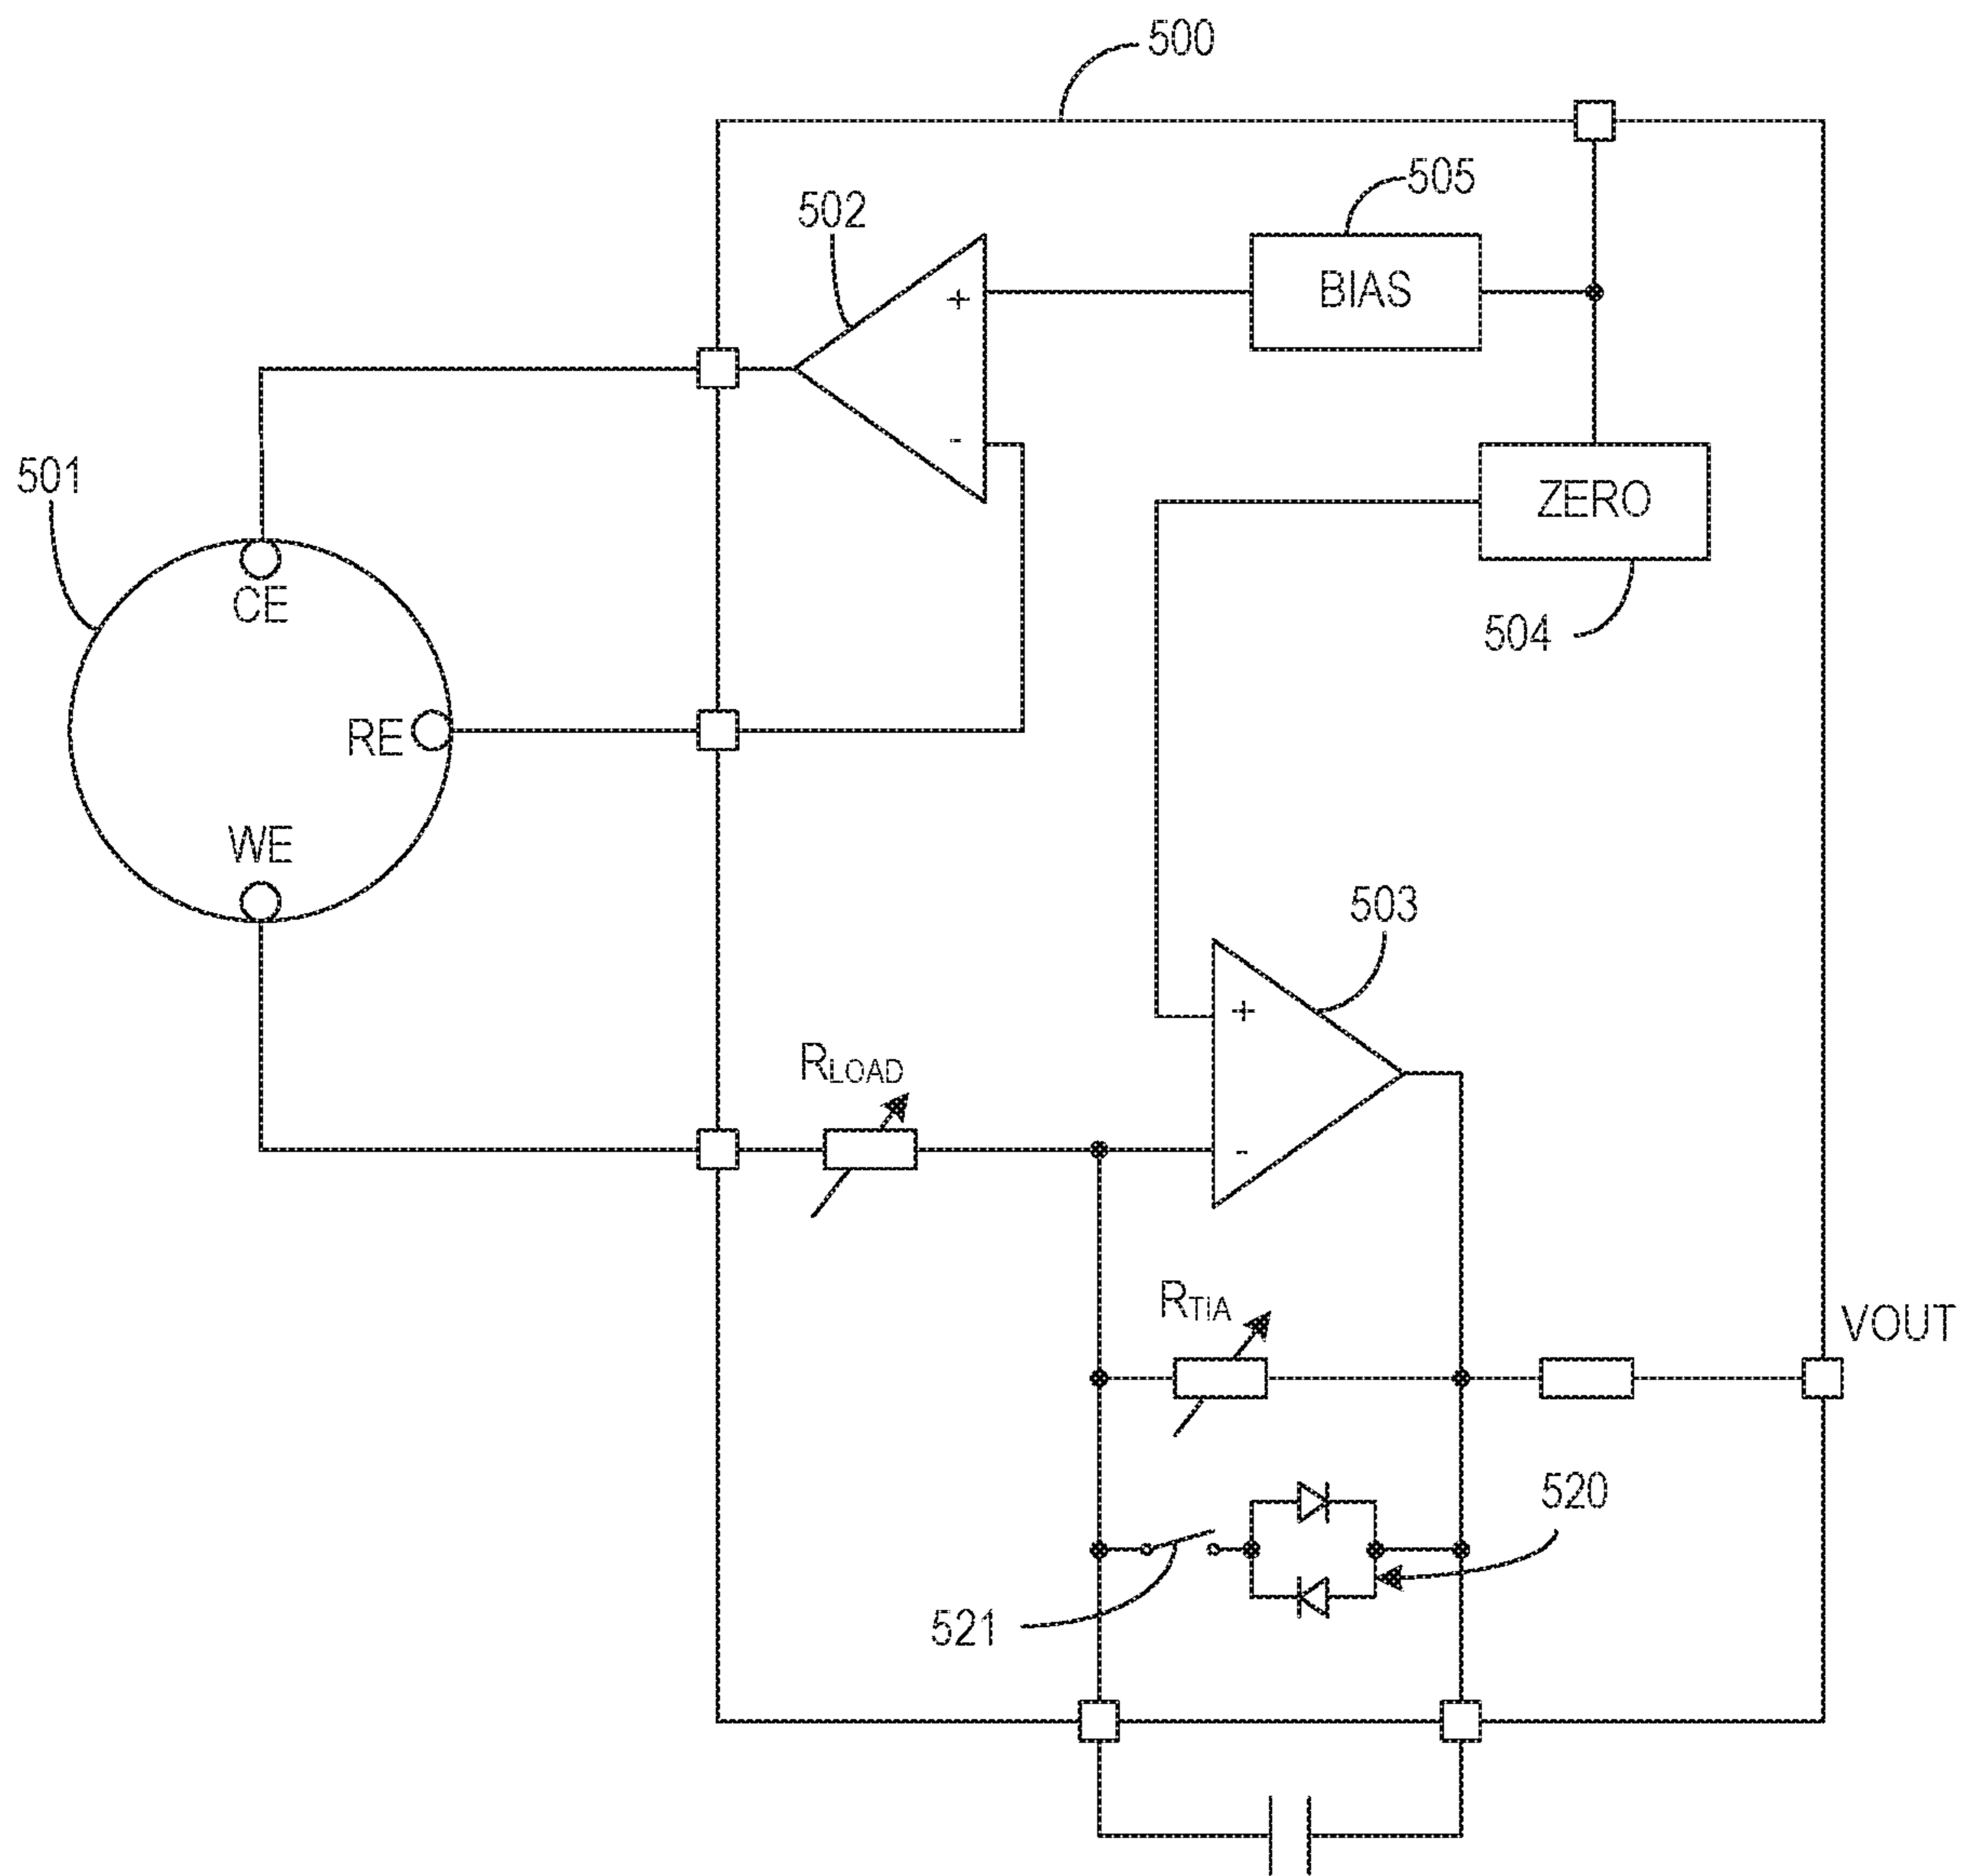 500
505
502
BIAS
+
-
501
ZERO
CE
504
RE
WE
503
+
RLOAD
-
RTIA
VOUT
520
521